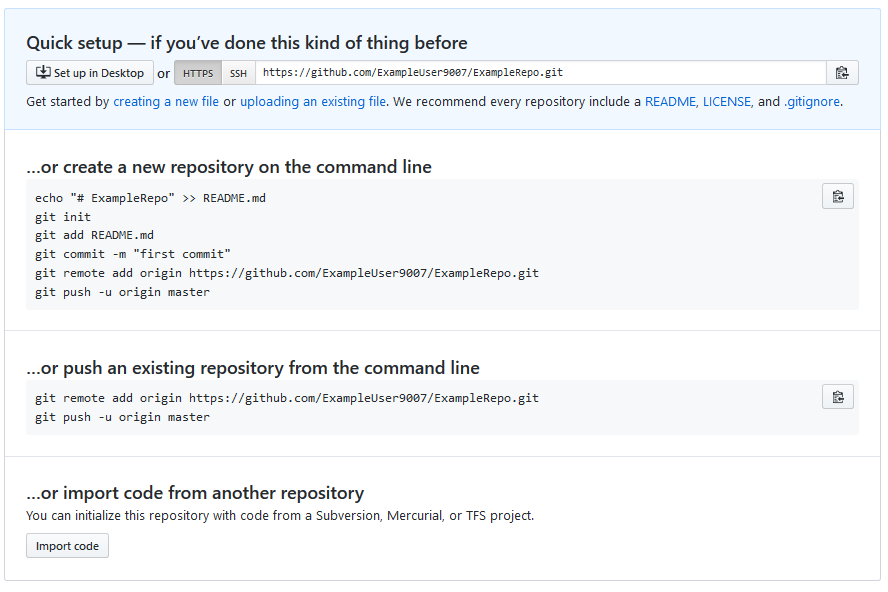 Quick setup — if you’ve done this kind of thing before
Set up in Desktop or HTTPS SSH https://github.com/ExampleUser9007/ExampleRepo.git
Get started by creating a new file or uploading an existing file. We recommend every repository include a README, LICENSE, and .gitignore.
…or create a new repository on the command line
echo "# ExampleRepo" >> README.md
git init
git add README.md
git commit -m "first commit"
git remote add origin https://github.com/ExampleUser9007/ExampleRepo.git
git push -u origin master
…or push an existing repository from the command line
git remote add origin https://github.com/ExampleUser9007/ExampleRepo.git
git push -u origin master
…or import code from another repository
You can initialize this repository with code from a Subversion, Mercurial, or TFS project.
Import code